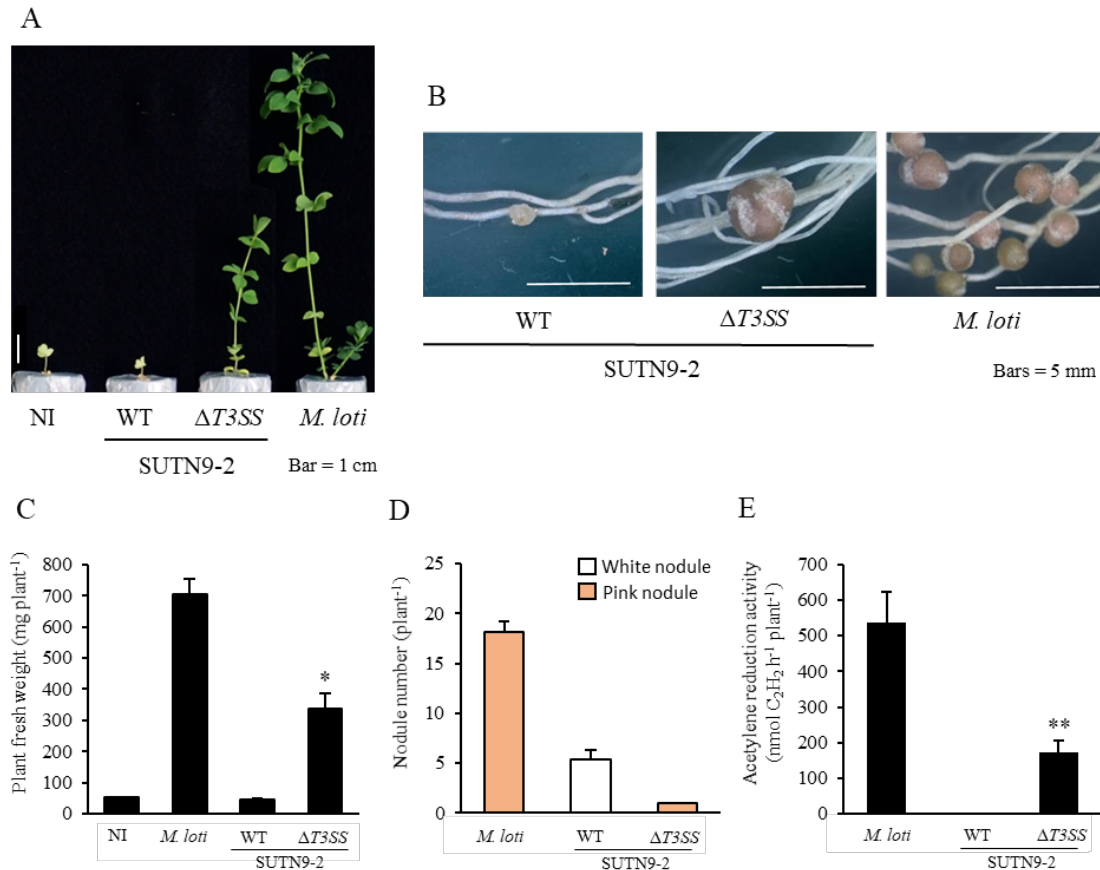 A
NI WT ΔT3SS M. loti
SUTN9-2 Bar = 1 cm
B
WT ΔT3SS M. loti
SUTN9-2 Bars = 5 mm
C
Plant fresh weight (mg plant-1)
800
700
600
500
400
300
200
100
0
*
NI M. loti WT ΔT3SS
SUTN9-2
D
Nodule number (plant-1)
25
20
15
10
5
0
White nodule
Pink nodule
M. loti WT ΔT3SS
SUTN9-2
E
Acetylene reduction activity
(nmol C2H2 h-1 plant-1)
700
600
500
400
300
200
100
0
**
M. loti WT ΔT3SS
SUTN9-2